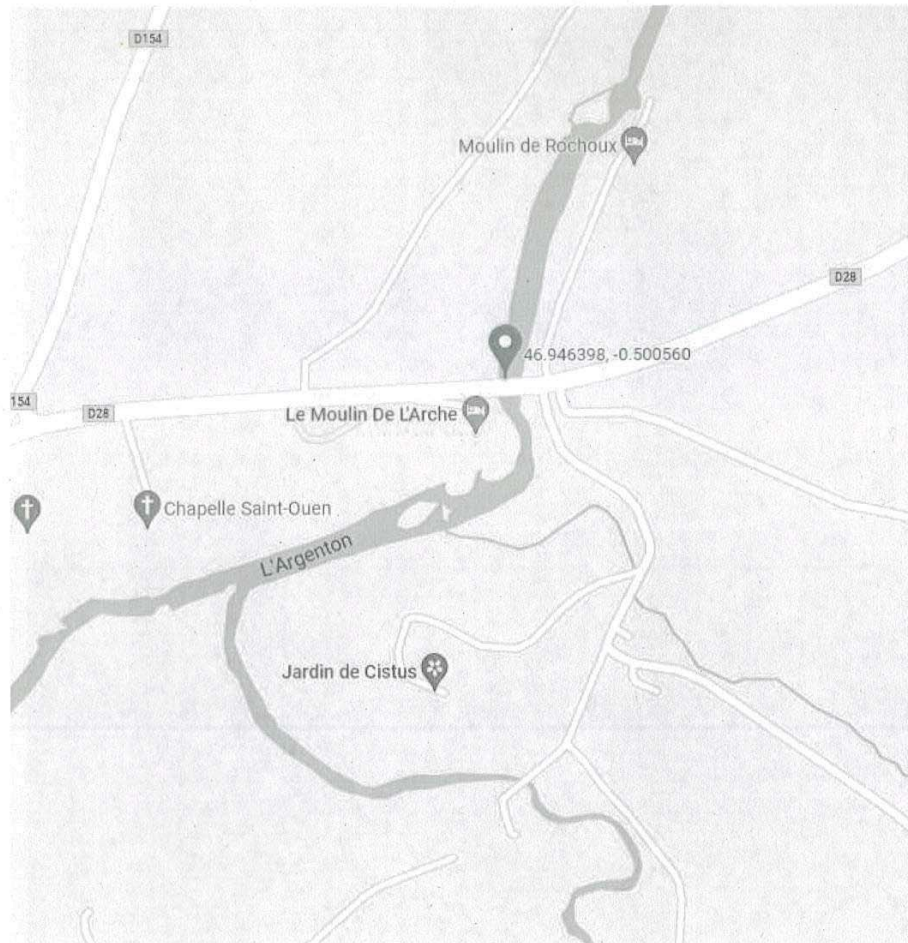 D154
Moulin de Rochoux
D28
46.946398, -0.500560
154
D28
Le Moulin De L'Arche
Chapelle Saint-Ouen
L'Argenton
Jardin de Cistus